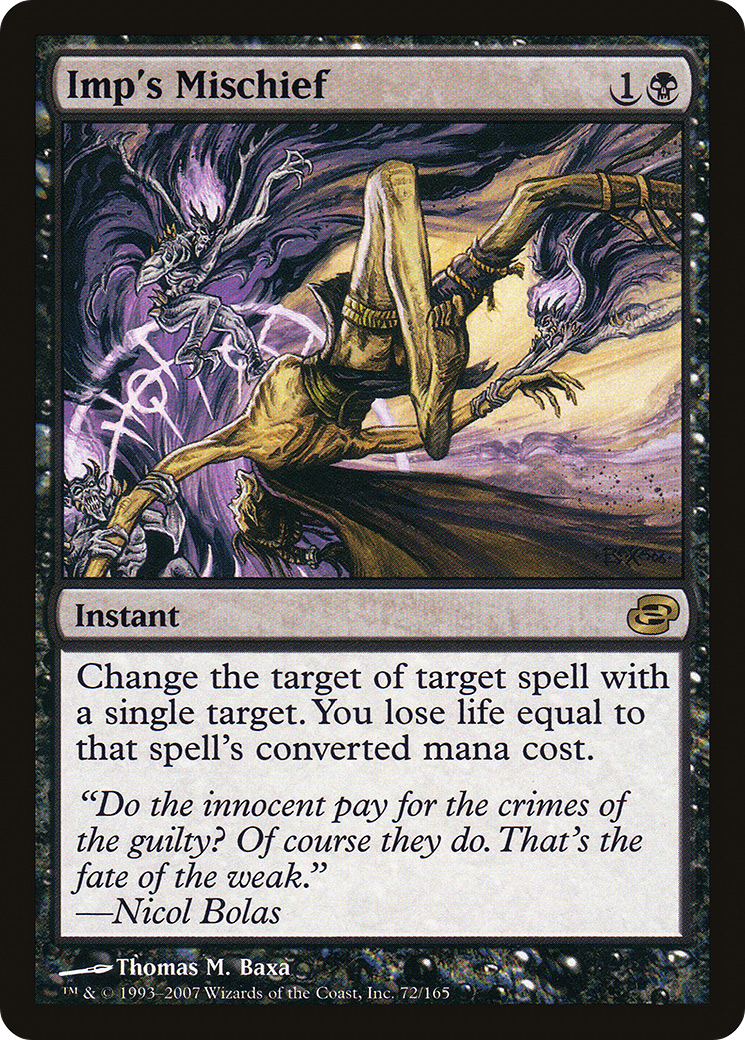 Imp's Mischief 1
Instant
Change the target of target spell with
a single target. You lose life equal to
that spell's converted mana cost.
“Do the innocent pay for the crimes of
the guilty? Of course they do. That's the
fate of the weak.”
—Nicol Bolas
Thomas M. Baxa
™ & © 1993–2007 Wizards of the Coast, Inc. 72/165